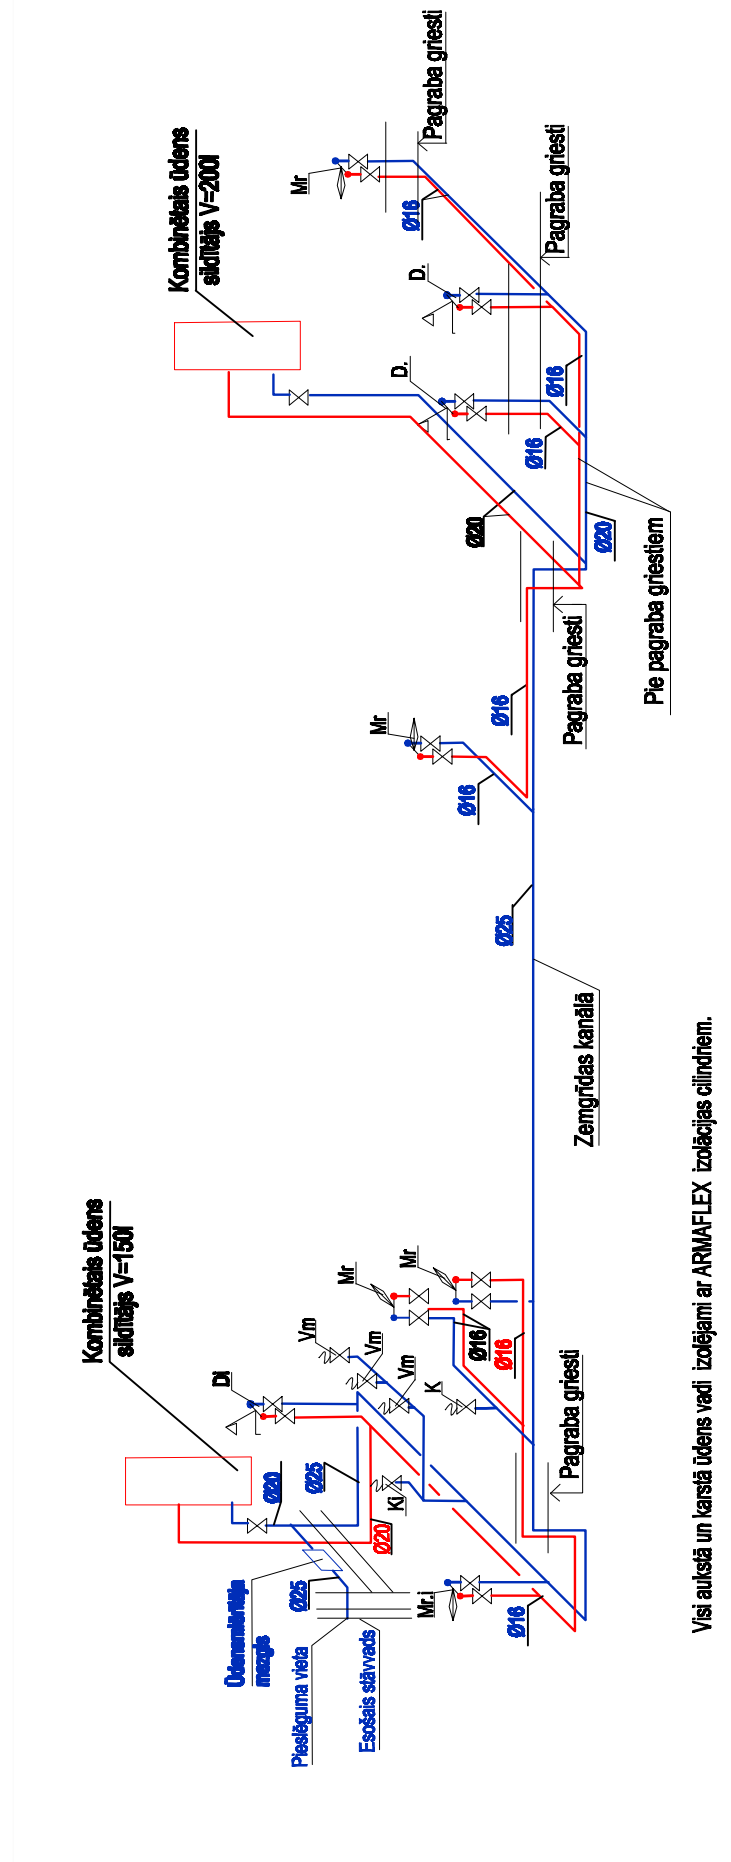 Kombinētais ūdens
sildītājs V=150l
Ūdensmērītāja
mezgls
Pieslēguma vieta
Esošais stāvvads
Ø25
Ø20
Ø25
Ø20
Di
Vm
Vm
Vm
Ki
K
Mr.i
Ø16
Mr
Mr
Ø16
Ø16
Pagraba griesti
Zemgrīdas kanālā
Ø25
Ø16
Mr
Ø16
Pagraba griesti
Pie pagraba griestiem
Ø20
Ø20
Kombinētais ūdens
sildītājs V=200l
D.
Ø16
D.
Ø16
Pagraba griesti
Mr
Ø16
Pagraba griesti
Visi aukstā un karstā ūdens vadi izolējami ar ARMAFLEX izolācijas cilindriem.